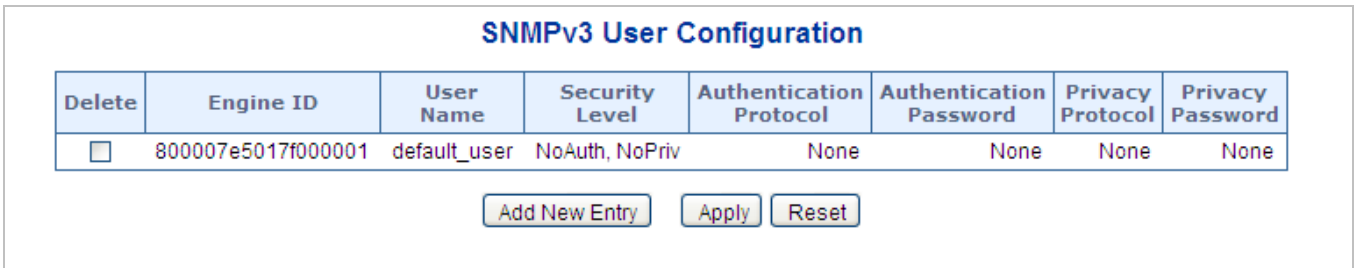 SNMPv3 User Configuration
Delete Engine ID User Name Security Level Authentication Protocol Authentication Password Privacy Protocol Privacy Password
800007e5017f000001 default_user NoAuth, NoPriv None None None None
Add New Entry Apply Reset